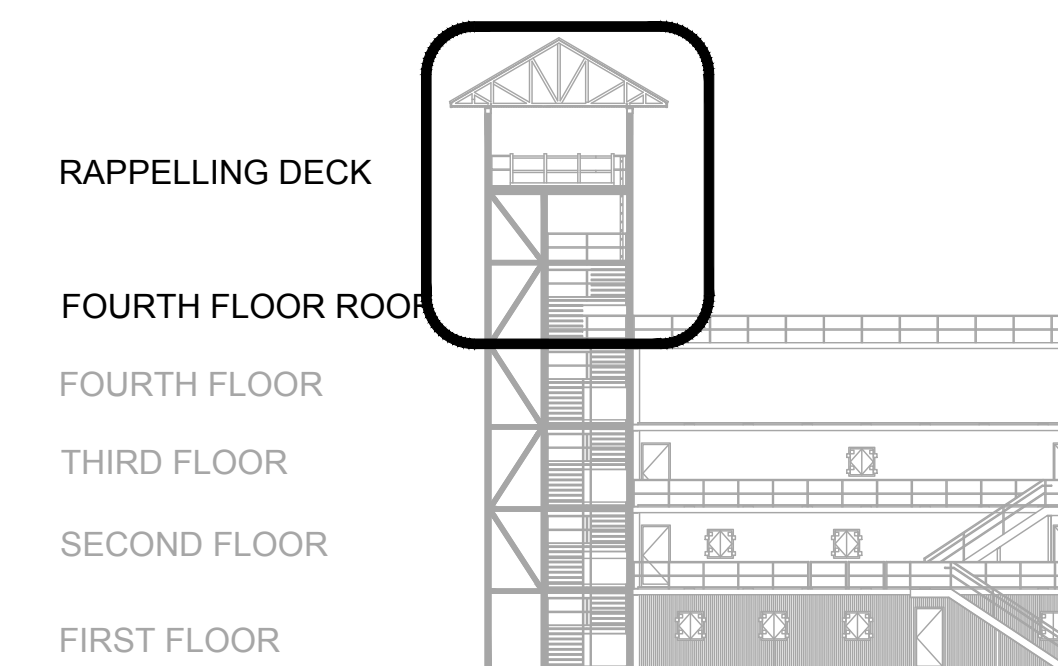 RAPPELLING DECK
FOURTH FLOOR ROOF
FOURTH FLOOR
THIRD FLOOR
SECOND FLOOR
FIRST FLOOR